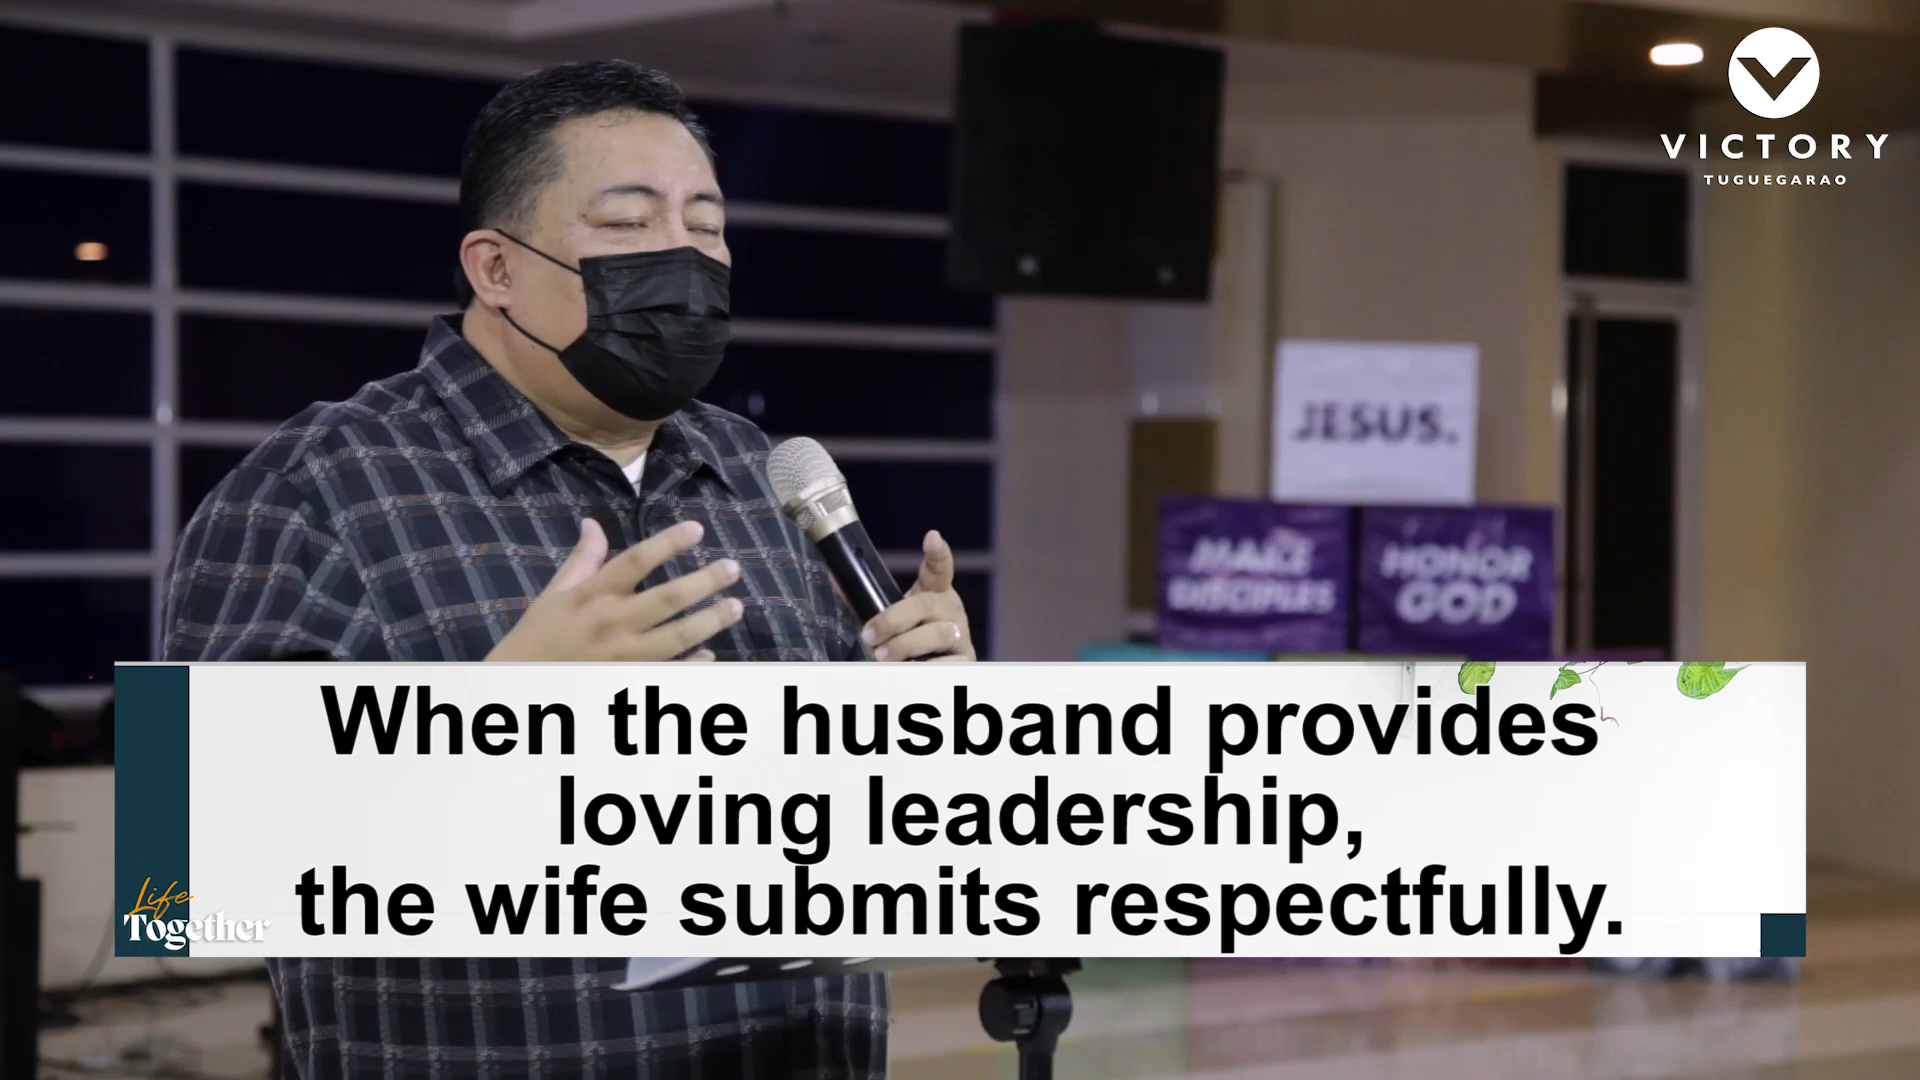 VICTORY
TUGUEGARAO
JESUS.
MAKE
DISCIPLES
HONOR
GOD
When the husband provides
loving leadership,
the wife submits respectfully.
Life
Together